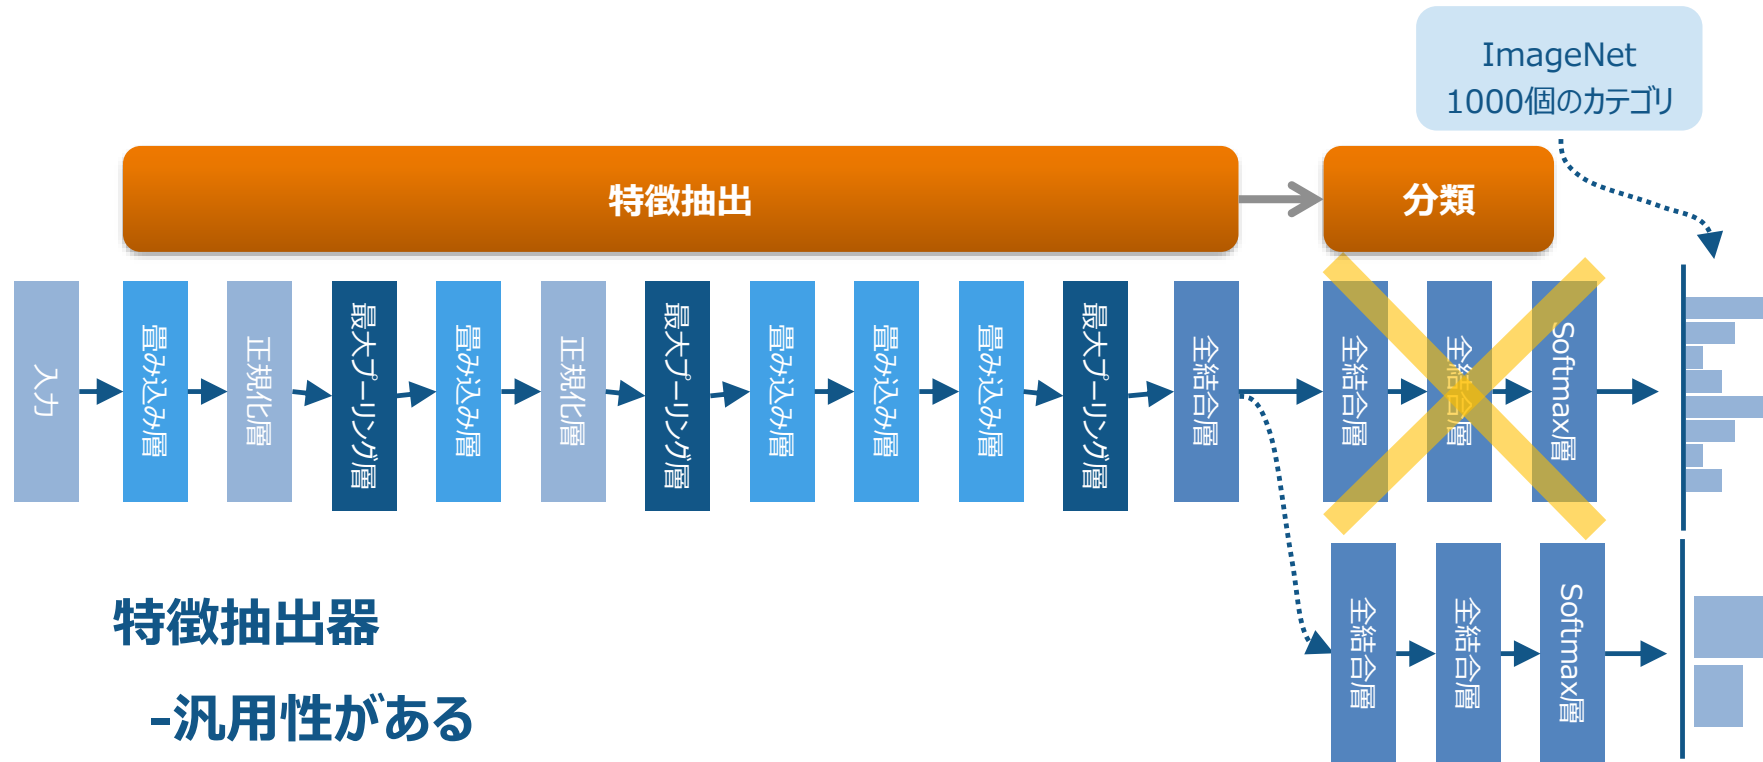 ImageNet
1000個のカテゴリ
特徴抽出
分類
入力
畳み込み層
正規化層
最大プーリング層
畳み込み層
正規化層
最大プーリング層
畳み込み層
畳み込み層
畳み込み層
最大プーリング層
全結合層
全結合層
全結合層
Softmax層
全結合層
全結合層
Softmax層
特徴抽出器
-汎用性がある